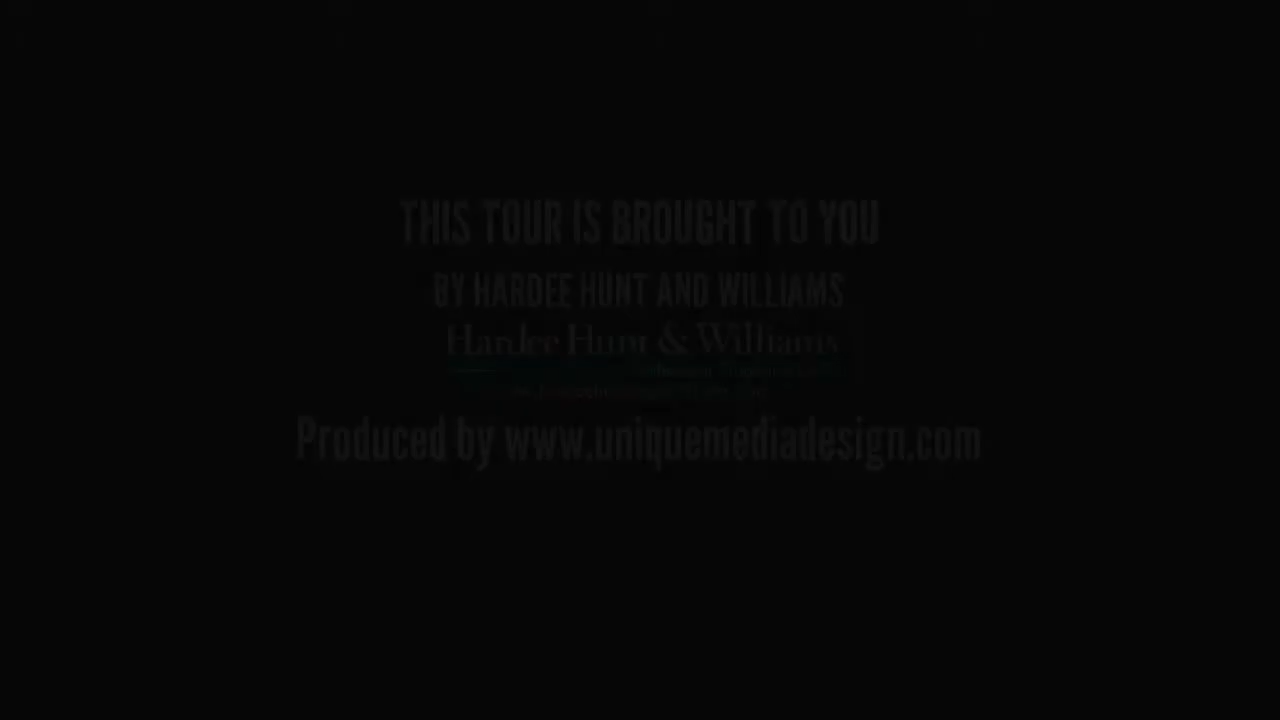 THIS TOUR IS BROUGHT TO YOU
BY HARDEE HUNT AND WILLIAMS
Hardee Hunt & Williams
Produced by www.uniquemediadesign.com